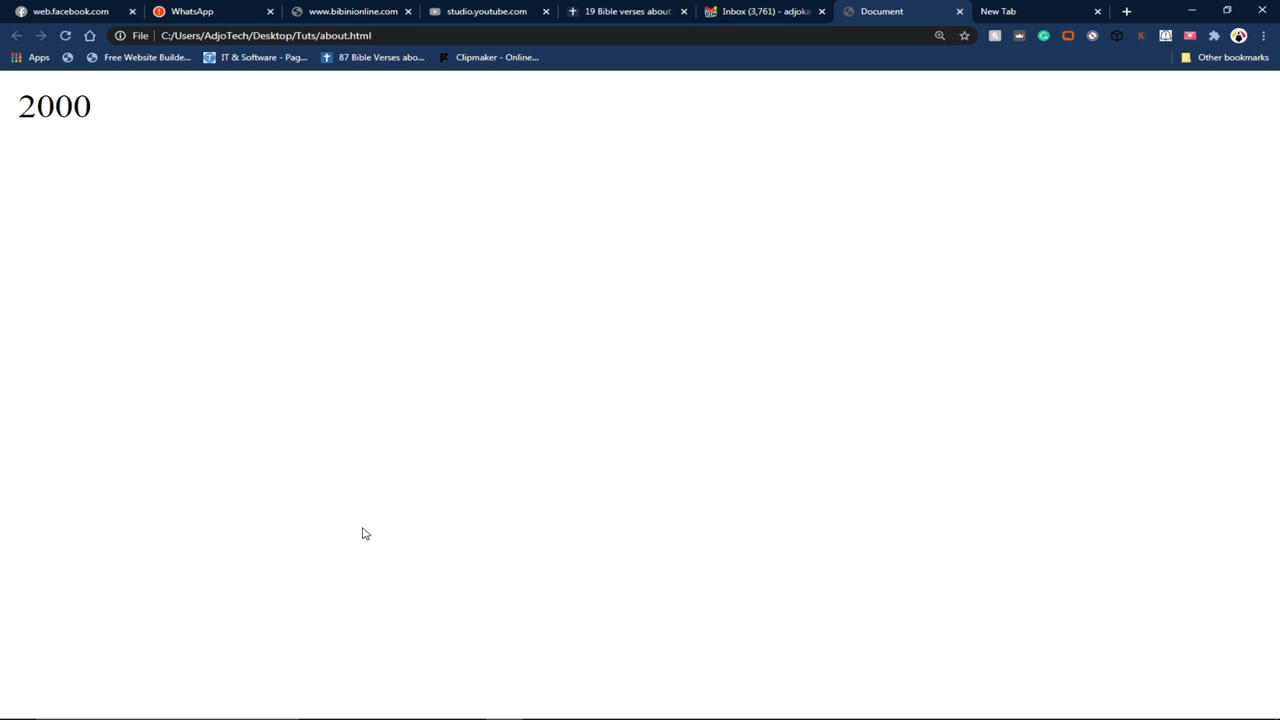 web.facebook.com
WhatsApp
www.bibinionline.com
studio.youtube.com
19 Bible verses about
Inbox (3,761) - adjoka
Document
New Tab
File
C:/Users/AdjoTech/Desktop/Tuts/about.html
Apps
Free Website Builde...
IT & Software - Pag...
87 Bible Verses abo...
Clipmaker - Online...
Other bookmarks
2000